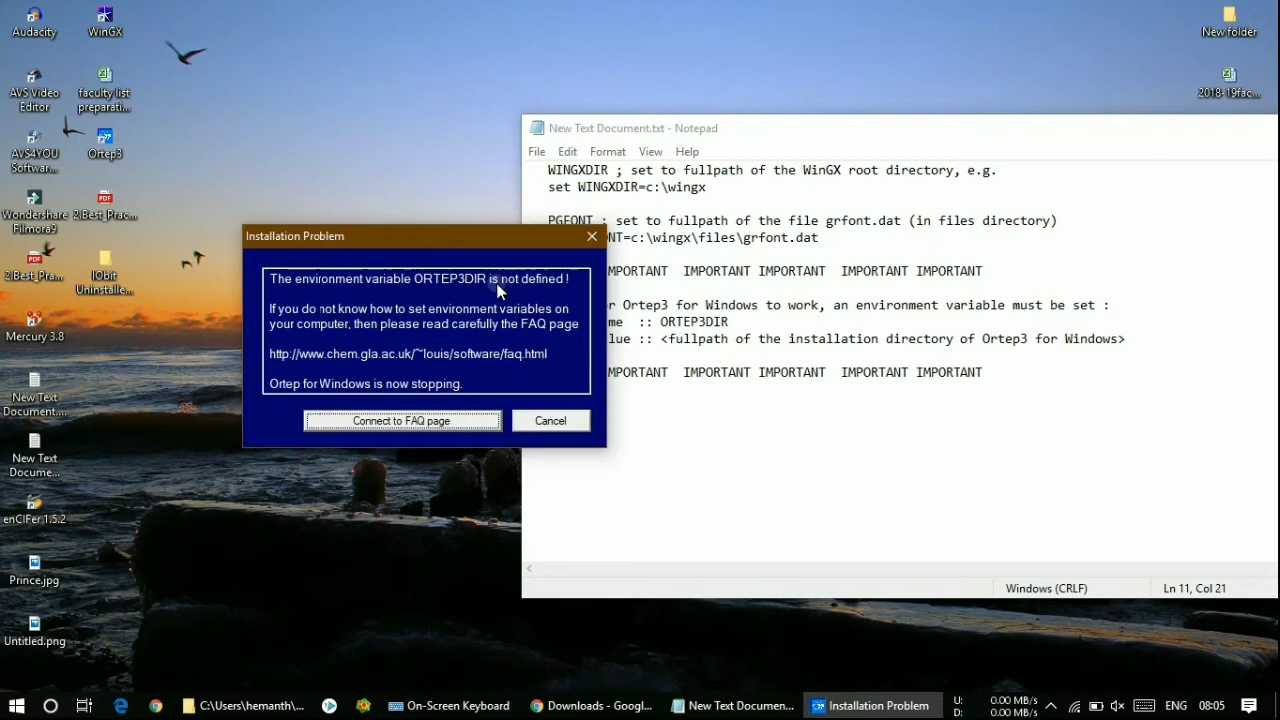 Audacity
WinGX
New folder
AVS Video
Editor
faculty list
preparati...
2018-19fac...
AVS4YOU
Softwar...
Ortep3
Wondershare
Filmora9
2.Best_Prac...
2.Best_Prac...
IObit
Uninstalle...
Mercury 3.8
New Text
Document....
New Text
Docume...
enCIFer 1.5.2
Prince.jpg
Untitled.png
New Text Document.txt - Notepad
File Edit Format View Help
WINGXDIR ; set to fullpath of the WinGX root directory, e.g.
set WINGXDIR=c:\wingx
PGFONT ; set to fullpath of the file grfont.dat (in files directory)
NT=c:\wingx\files\grfont.dat
MPORTANT IMPORTANT IMPORTANT IMPORTANT IMPORTANT
or Ortep3 for Windows to work, an environment variable must be set :
me :: ORTEP3DIR
lue :: <fullpath of the installation directory of Ortep3 for Windows>
MPORTANT IMPORTANT IMPORTANT IMPORTANT IMPORTANT
Windows (CRLF)
Ln 11, Col 21
Installation Problem
The environment variable ORTEP3DIR is not defined !
If you do not know how to set environment variables on
your computer, then please read carefully the FAQ page
http://www.chem.gla.ac.uk/~louis/software/faq.html
Ortep for Windows is now stopping.
Connect to FAQ page
Cancel
C:\Users\hemanth\...
On-Screen Keyboard
Downloads - Googl...
New Text Docum...
Installation Problem
U: 0.00 MB/s
D: 0.00 MB/s
ENG
08:05